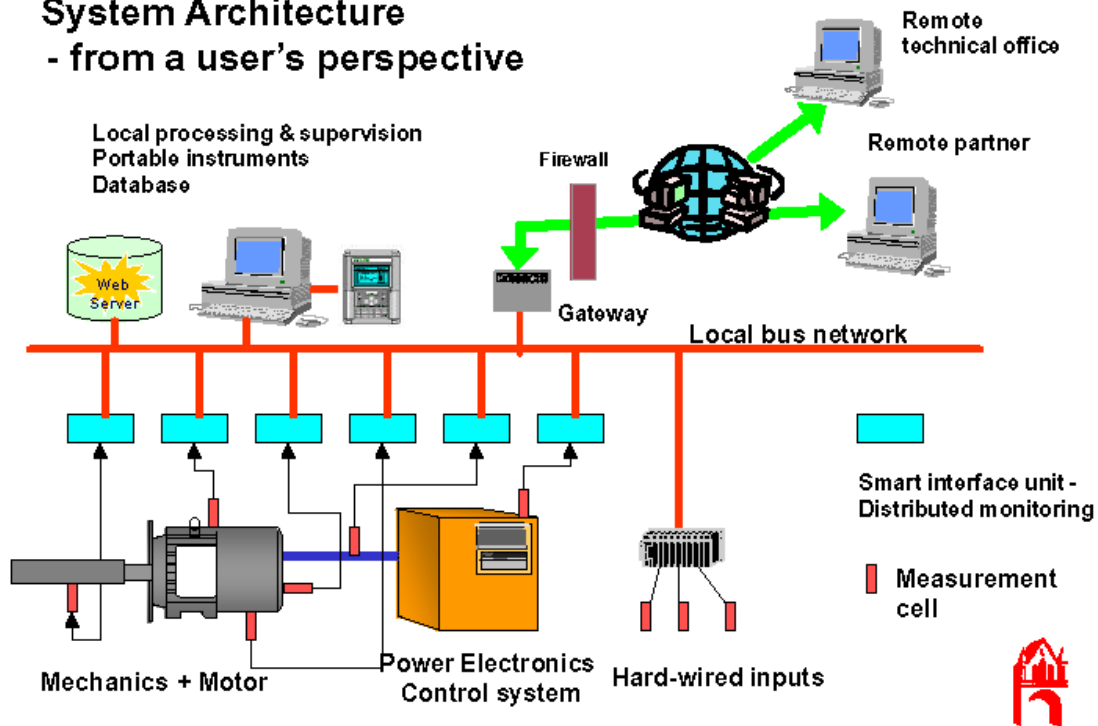 System Architecture
- from a user's perspective
Remote
technical office
Local processing & supervision
Portable instruments
Database
Firewall
Remote partner
Web
Server
Gateway
Local bus network
Smart interface unit -
Distributed monitoring
Measurement
cell
Mechanics + Motor
Power Electronics
Control system
Hard-wired inputs